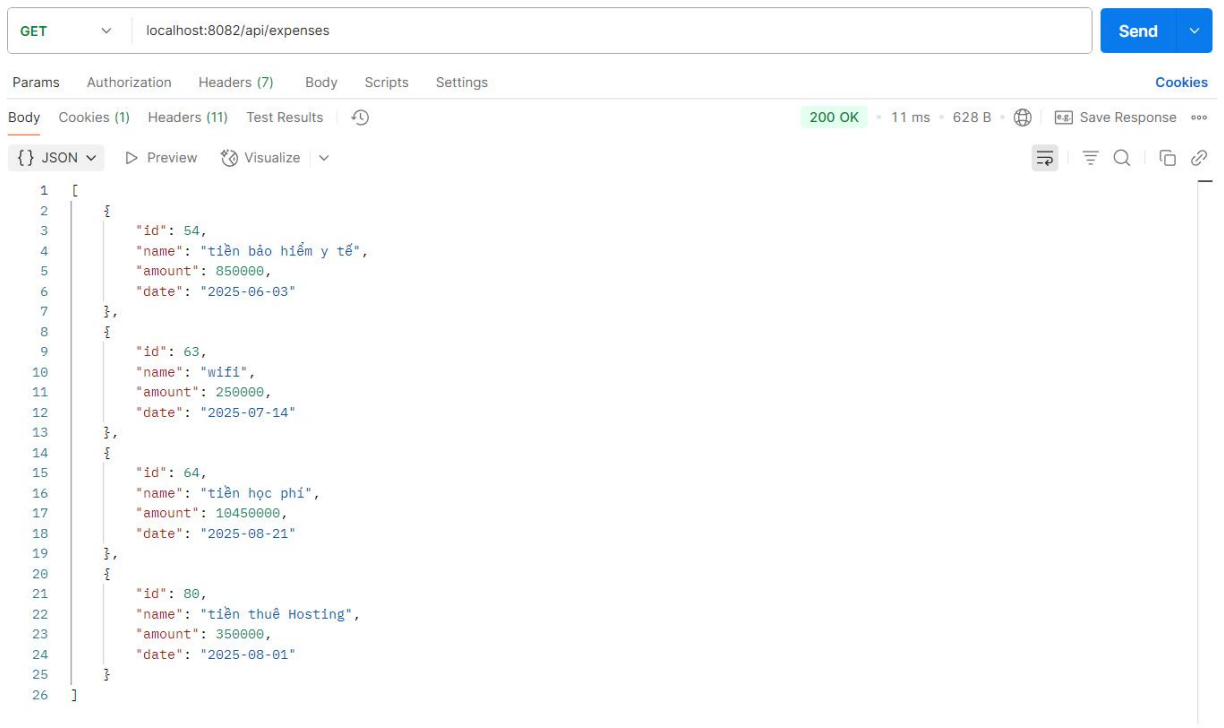 GET localhost:8082/api/expenses Send
Params Authorization Headers (7) Body Scripts Settings Cookies
Body Cookies (1) Headers (11) Test Results 200 OK • 11 ms • 628 B • e.g. Save Response
{} JSON Preview Visualize
1 [
2 {
3 "id": 54,
4 "name": "tiền bảo hiểm y tế",
5 "amount": 850000,
6 "date": "2025-06-03"
7 },
8 {
9 "id": 63,
10 "name": "wifi",
11 "amount": 250000,
12 "date": "2025-07-14"
13 },
14 {
15 "id": 64,
16 "name": "tiền học phí",
17 "amount": 10450000,
18 "date": "2025-08-21"
19 },
20 {
21 "id": 80,
22 "name": "tiền thuê Hosting",
23 "amount": 350000,
24 "date": "2025-08-01"
25 }
26 ]